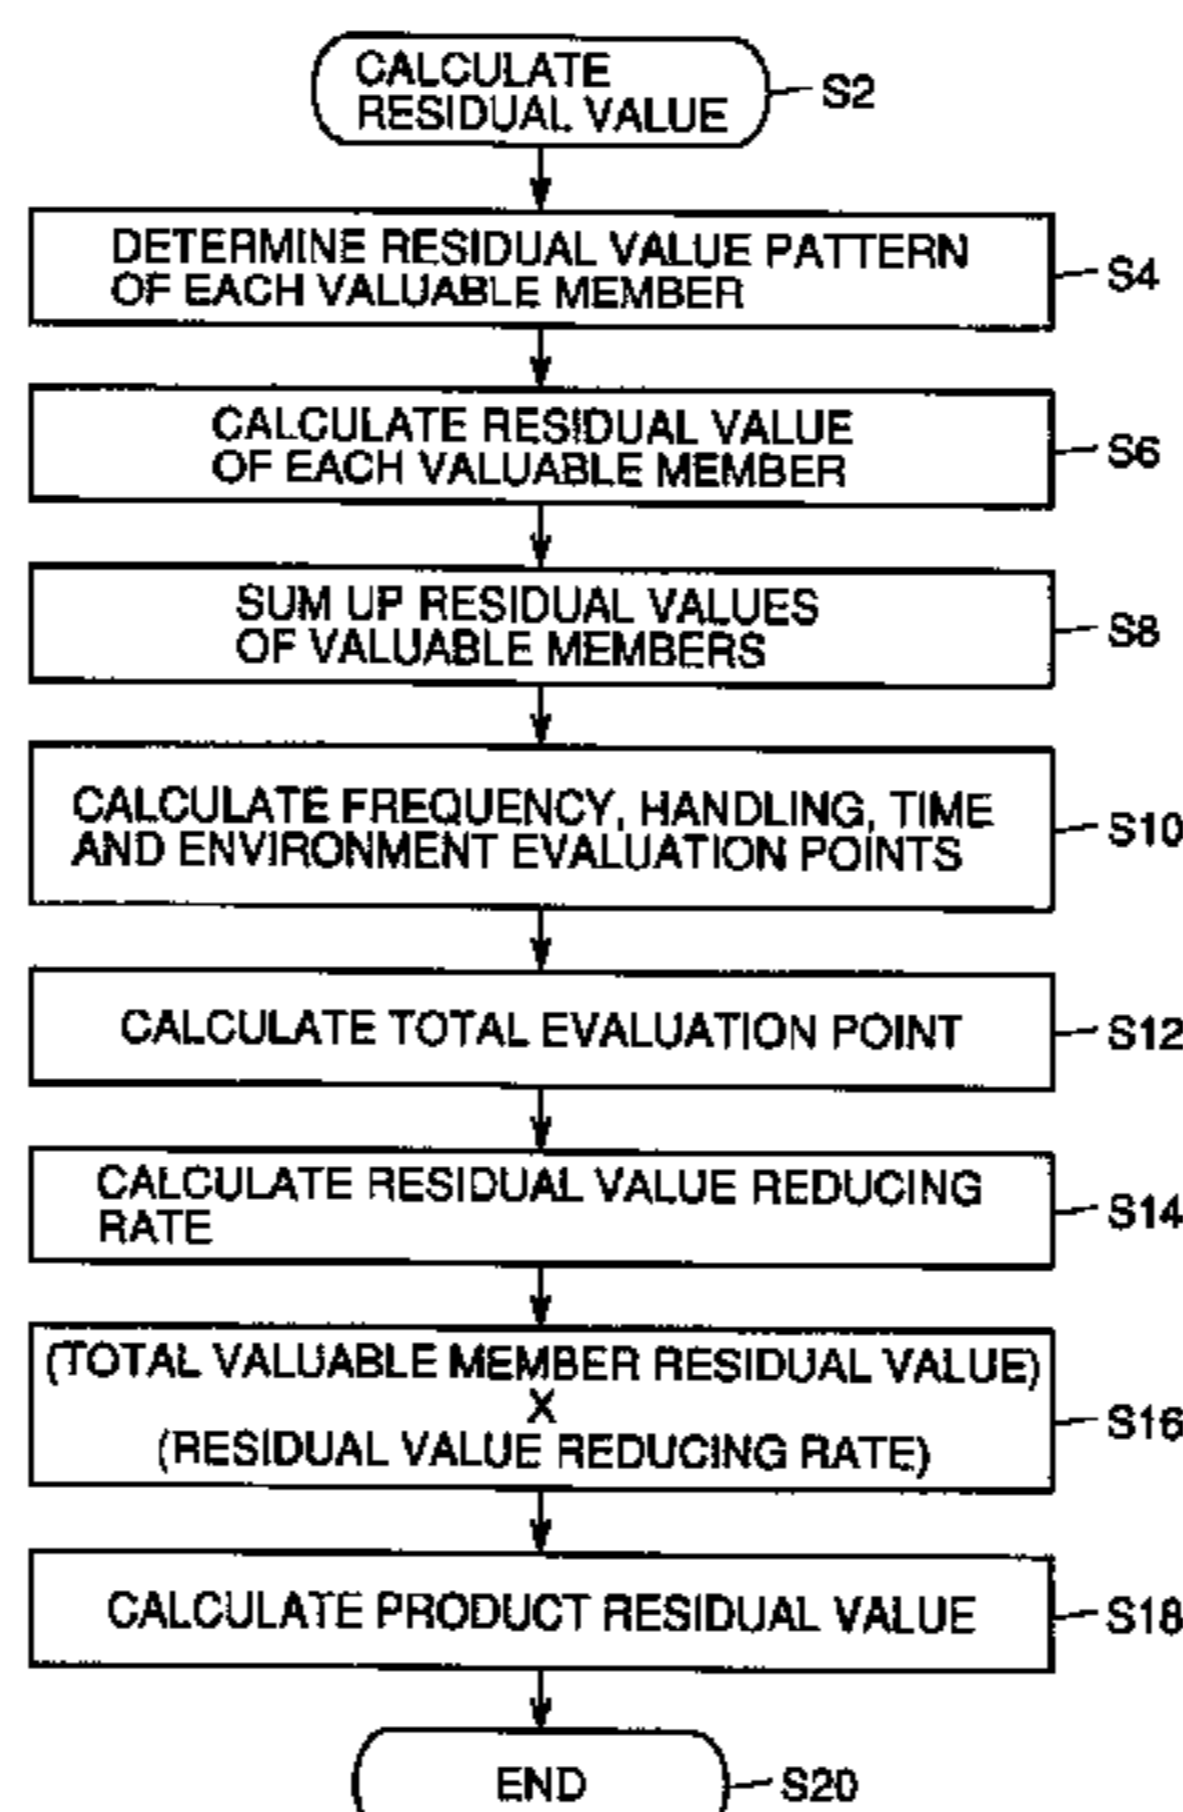 CALCULATE
RESIDUAL VALUE
S2
DETERMINE RESIDUAL VALUE PATTERN
OF EACH VALUABLE MEMBER
S4
CALCULATE RESIDUAL VALUE
OF EACH VALUABLE MEMBER
S6
SUM UP RESIDUAL VALUES
OF VALUABLE MEMBERS
S8
CALCULATE FREQUENCY, HANDLING, TIME
AND ENVIRONMENT EVALUATION POINTS
S10
CALCULATE TOTAL EVALUATION POINT
S12
CALCULATE RESIDUAL VALUE REDUCING
RATE
S14
(TOTAL VALUABLE MEMBER RESIDUAL VALUE)
X
(RESIDUAL VALUE REDUCING RATE)
S16
CALCULATE PRODUCT RESIDUAL VALUE
S18
END
S20